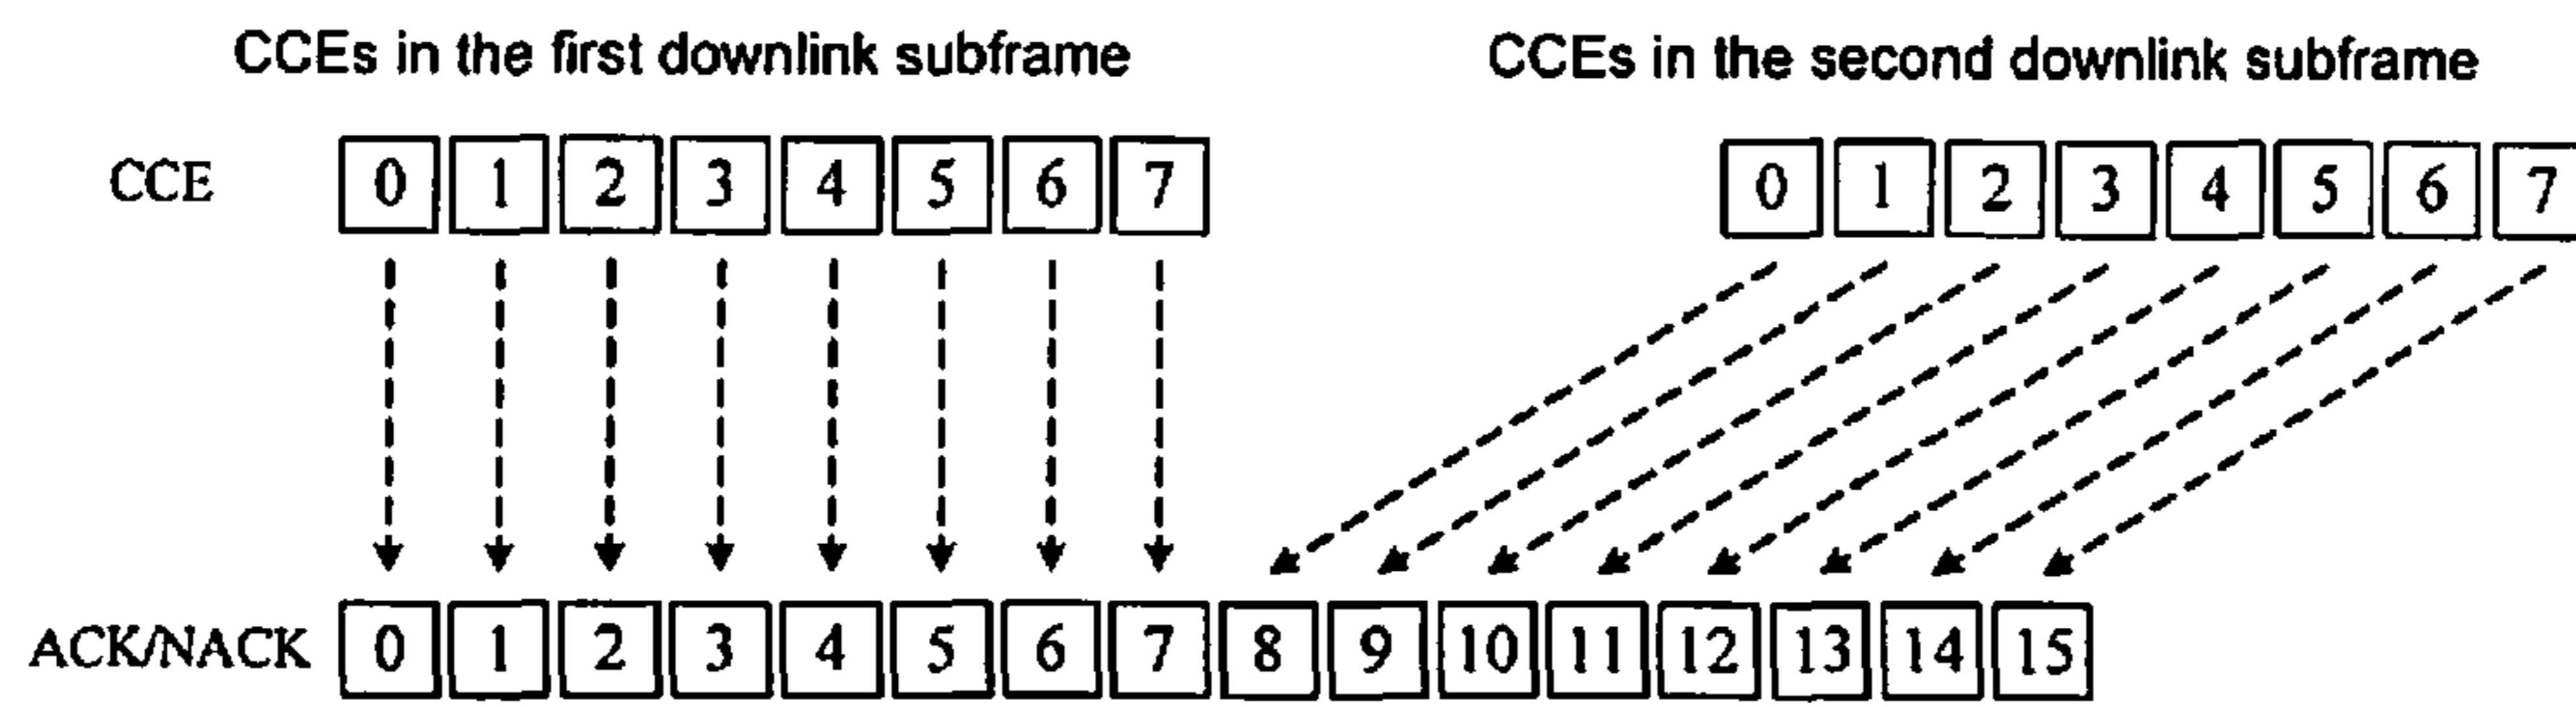 CCEs in the first downlink subframe CCEs in the second downlink subframe
CCE 0 1 2 3 4 5 6 7 0 1 2 3 4 5 6 7
ACK/NACK 0 1 2 3 4 5 6 7 8 9 10 11 12 13 14 15